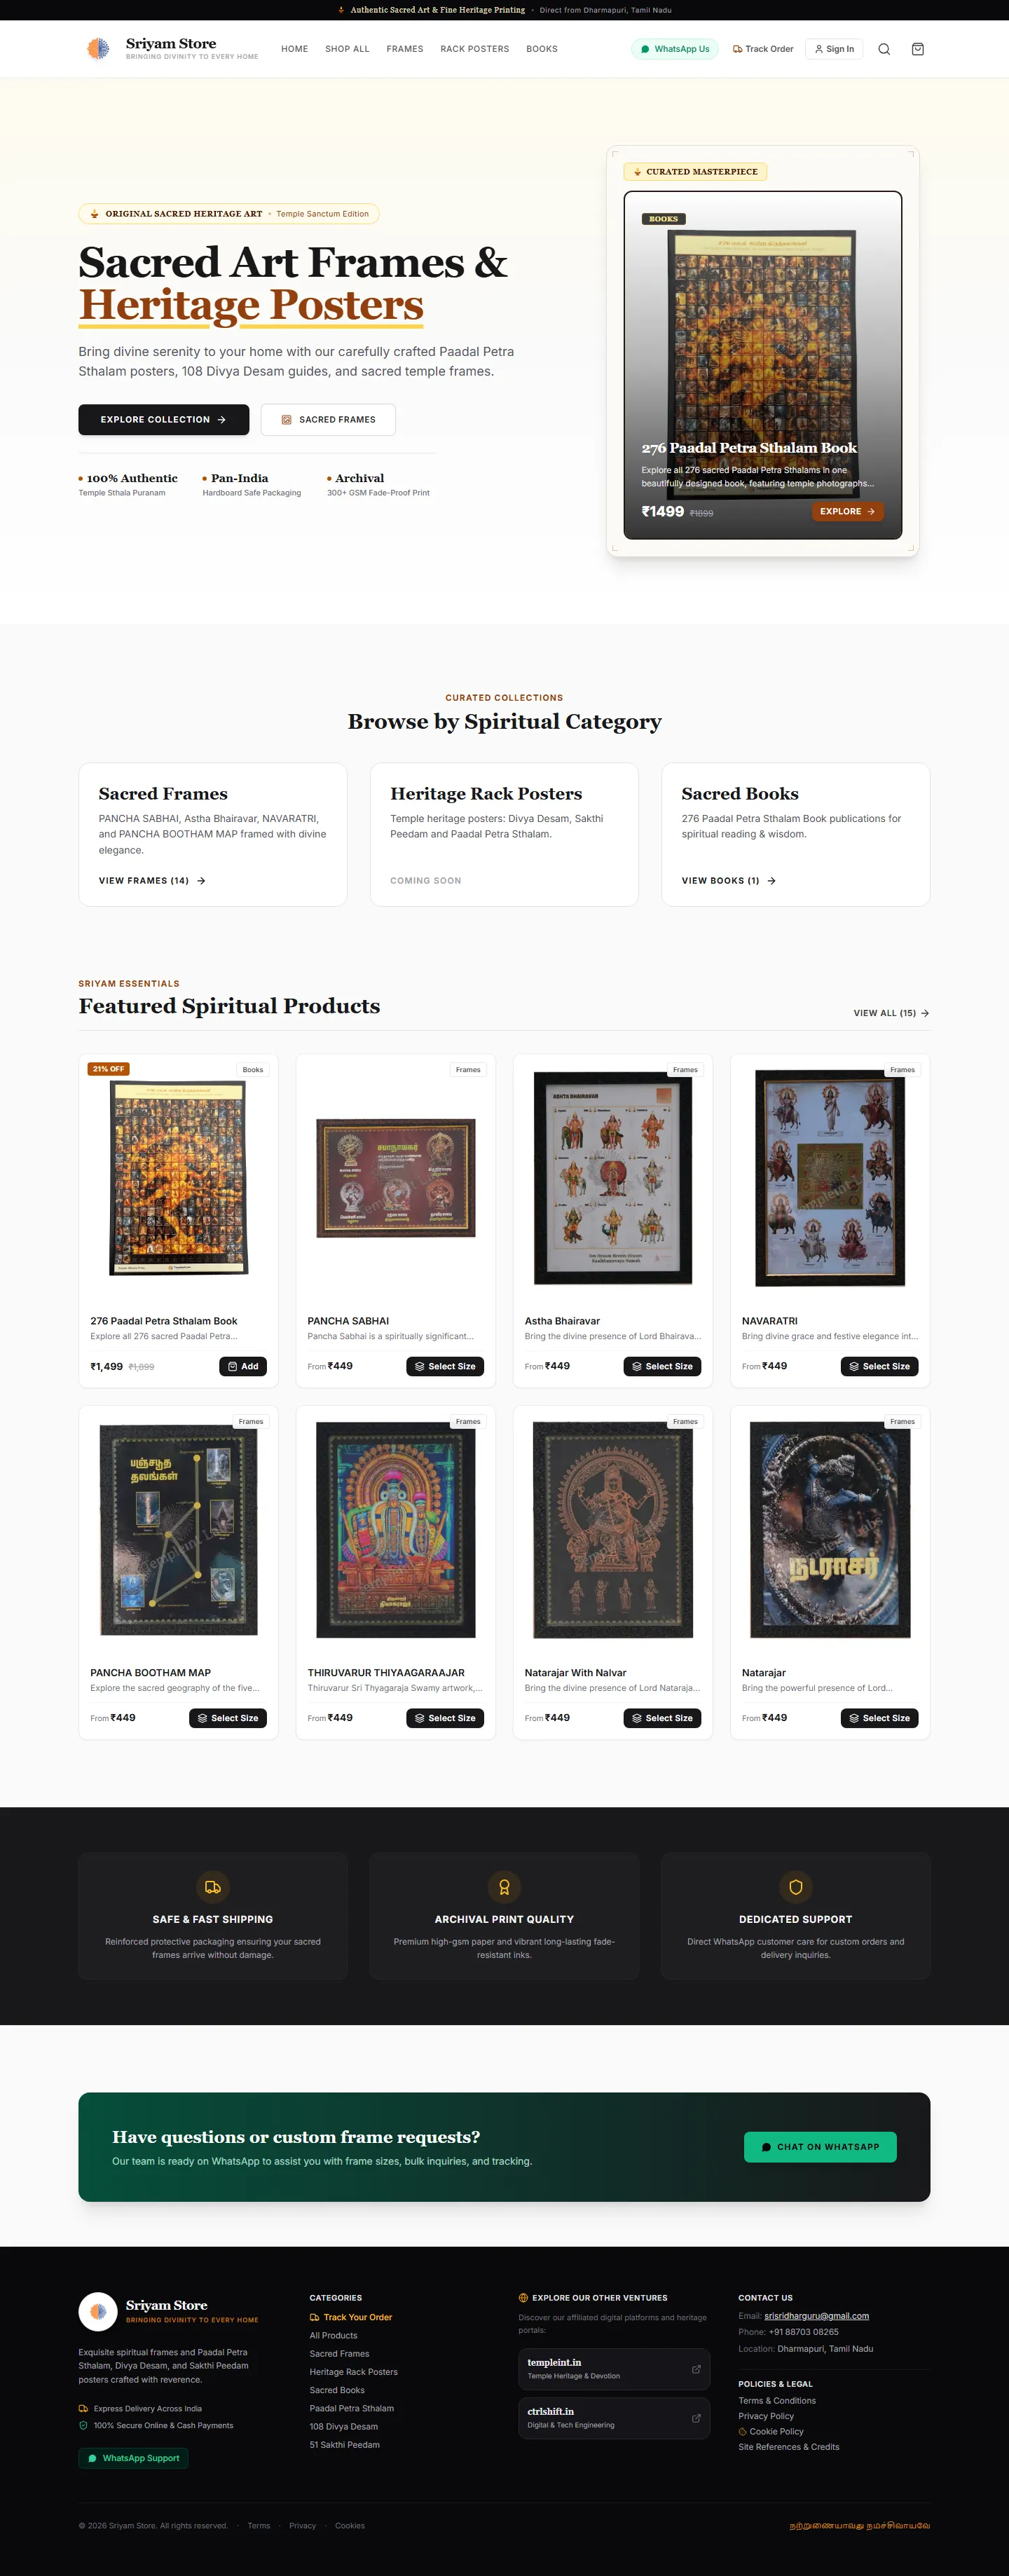 Authentic Sacred Art & Fine Heritage Printing • Direct from Dharmapuri, Tamil Nadu
Sriyam Store
BRINGING DIVINITY TO EVERY HOME
HOME SHOP ALL FRAMES RACK POSTERS BOOKS
WhatsApp Us Track Order Sign In
ORIGINAL SACRED HERITAGE ART • Temple Sanctum Edition
Sacred Art Frames &
Heritage Posters
Bring divine serenity to your home with our carefully crafted Paadal Petra
Sthalam posters, 108 Divya Desam guides, and sacred temple frames.
EXPLORE COLLECTION → SACRED FRAMES
100% Authentic
Temple Sthala Puranam
Pan-India
Hardboard Safe Packaging
Archival
300+ GSM Fade-Proof Print
CURATED MASTERPIECE
BOOKS
276 Paadal Petra Sthalam Book
Explore all 276 sacred Paadal Petra Sthalams in one
beautifully designed book, featuring temple photographs...
₹1499 ₹1899
EXPLORE →
CURATED COLLECTIONS
Browse by Spiritual Category
Sacred Frames
PANCHA SABHAI, Astha Bhairavar, NAVARATRI,
and PANCHA BOOTHAM MAP framed with divine
elegance.
VIEW FRAMES (14) →
Heritage Rack Posters
Temple heritage posters: Divya Desam, Sakthi
Peedam and Paadal Petra Sthalam.
COMING SOON
Sacred Books
276 Paadal Petra Sthalam Book publications for
spiritual reading & wisdom.
VIEW BOOKS (1) →
SRIYAM ESSENTIALS
Featured Spiritual Products
VIEW ALL (15) →
21% OFF
Books
276 Paadal Petra Sthalam Book
Explore all 276 sacred Paadal Petra...
₹1,499 ₹1,899
Add
Frames
சபாநாயகர்
PANCHA SABHAI
Pancha Sabhai is a spiritually significant...
From ₹449
Select Size
Frames
ASHTA BHAIRAVAR
Astha Bhairavar
Bring the divine presence of Lord Bhairava...
From ₹449
Select Size
Frames
NAVARATRI
Bring divine grace and festive elegance int...
From ₹449
Select Size
Frames
பஞ்சபூத
தலங்கள்
PANCHA BOOTHAM MAP
Explore the sacred geography of the five...
From ₹449
Select Size
Frames
THIRUVARUR THIYAAGARAAJAR
Thiruvarur Sri Thyagaraja Swamy artwork,...
From ₹449
Select Size
Frames
Natarajar With Nalvar
Bring the divine presence of Lord Nataraja...
From ₹449
Select Size
Frames
நடராசர்
Natarajar
Bring the powerful presence of Lord...
From ₹449
Select Size
SAFE & FAST SHIPPING
Reinforced protective packaging ensuring your sacred
frames arrive without damage.
ARCHIVAL PRINT QUALITY
Premium high-gsm paper and vibrant long-lasting fade-
resistant inks.
DEDICATED SUPPORT
Direct WhatsApp customer care for custom orders and
delivery inquiries.
Have questions or custom frame requests?
Our team is ready on WhatsApp to assist you with frame sizes, bulk inquiries, and tracking.
CHAT ON WHATSAPP
Sriyam Store
BRINGING DIVINITY TO EVERY HOME
Exquisite spiritual frames and Paadal Petra
Sthalam, Divya Desam, and Sakthi Peedam
posters crafted with reverence.
Express Delivery Across India
100% Secure Online & Cash Payments
WhatsApp Support
CATEGORIES
Track Your Order
All Products
Sacred Frames
Heritage Rack Posters
Sacred Books
Paadal Petra Sthalam
108 Divya Desam
51 Sakthi Peedam
EXPLORE OUR OTHER VENTURES
Discover our affiliated digital platforms and heritage
portals:
templeint.in
Temple Heritage & Devotion
ctrlshift.in
Digital & Tech Engineering
CONTACT US
Email: srisridharguru@gmail.com
Phone: +91 88703 08265
Location: Dharmapuri, Tamil Nadu
POLICIES & LEGAL
Terms & Conditions
Privacy Policy
Cookie Policy
Site References & Credits
© 2026 Sriyam Store. All rights reserved. · Terms · Privacy · Cookies
நற்றுணையாவது நமச்சிவாயவே